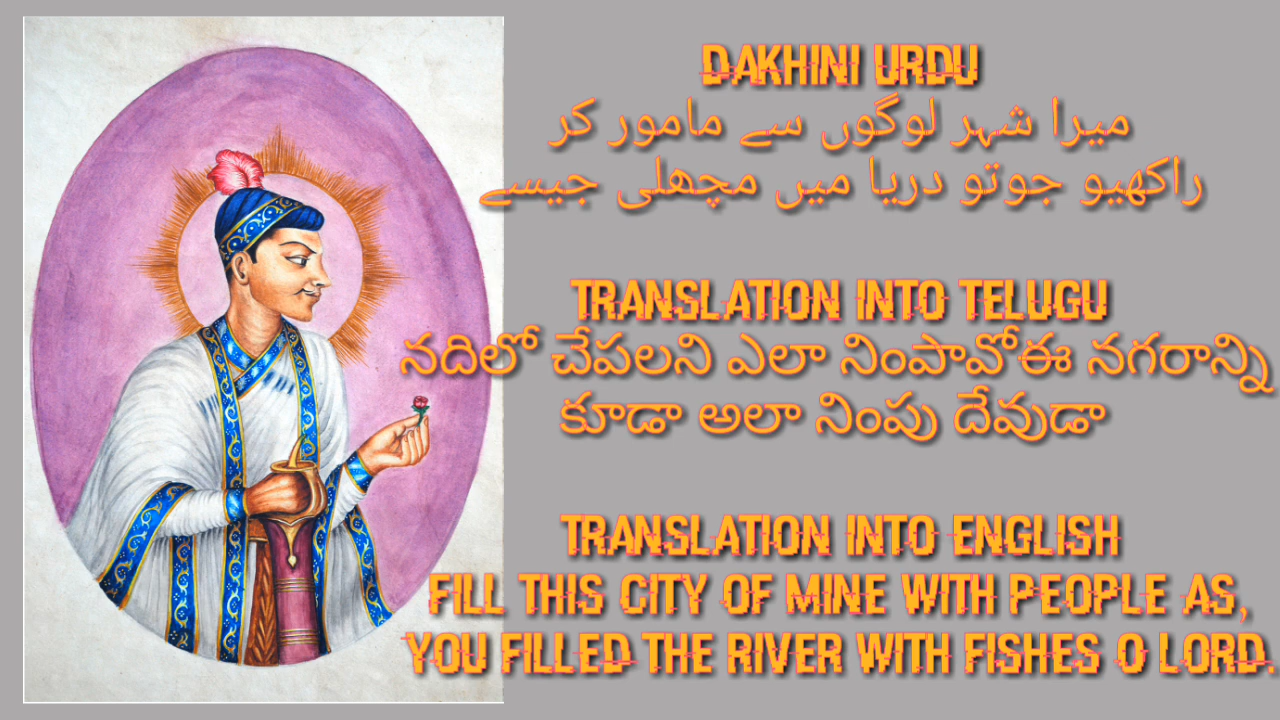 DAKHINI URDU
میرا شہر لوگوں سے مامور کر
راکھیو جوتو دریا میں مچھلی جیسے
TRANSLATION INTO TELUGU
నదిలో చేపలని ఎలా నింపావోఈ నగరాన్ని
కూడా అలా నింపు దేవుడా
TRANSLATION INTO ENGLISH
FILL THIS CITY OF MINE WITH PEOPLE AS,
YOU FILLED THE RIVER WITH FISHES O LORD.